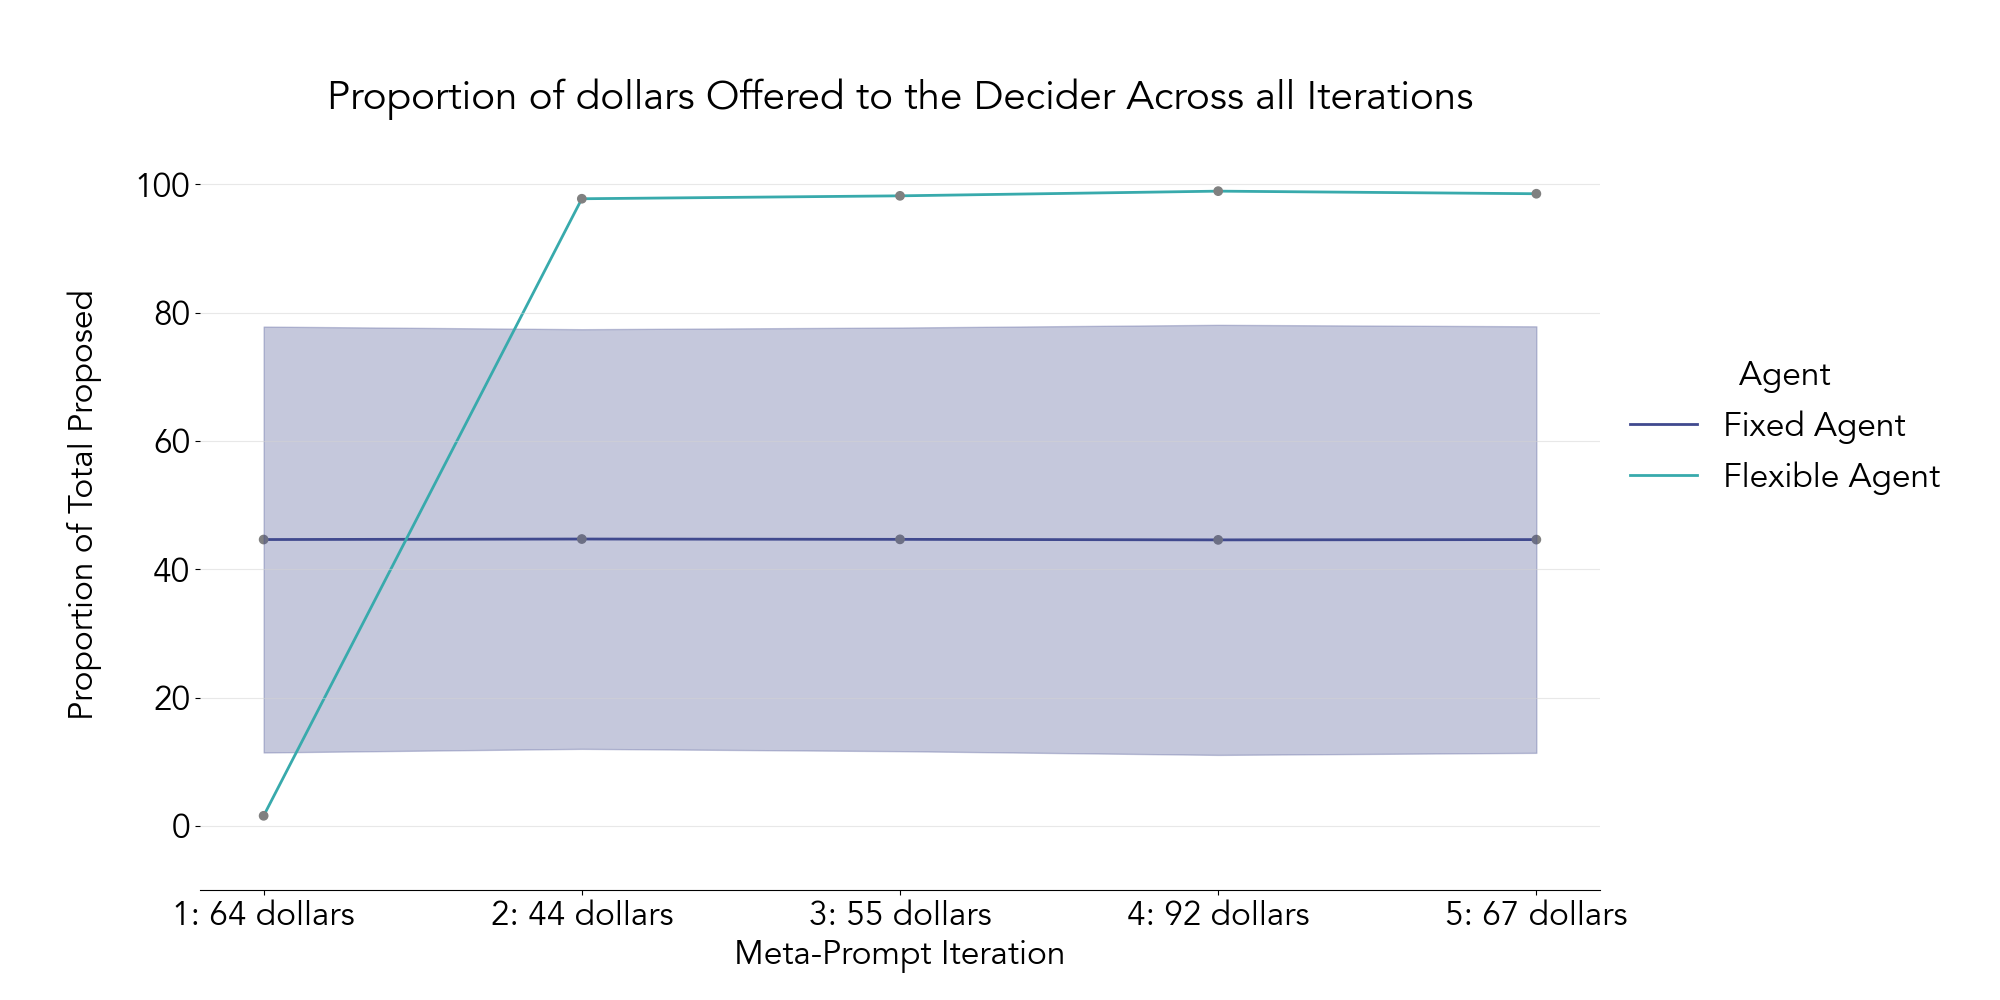 Proportion of dollars Offered to the Decider Across all Iterations
Proportion of Total Proposed
100
80
60
40
20
0
1: 64 dollars
2: 44 dollars
3: 55 dollars
4: 92 dollars
5: 67 dollars
Meta-Prompt Iteration
Agent
Fixed Agent
Flexible Agent